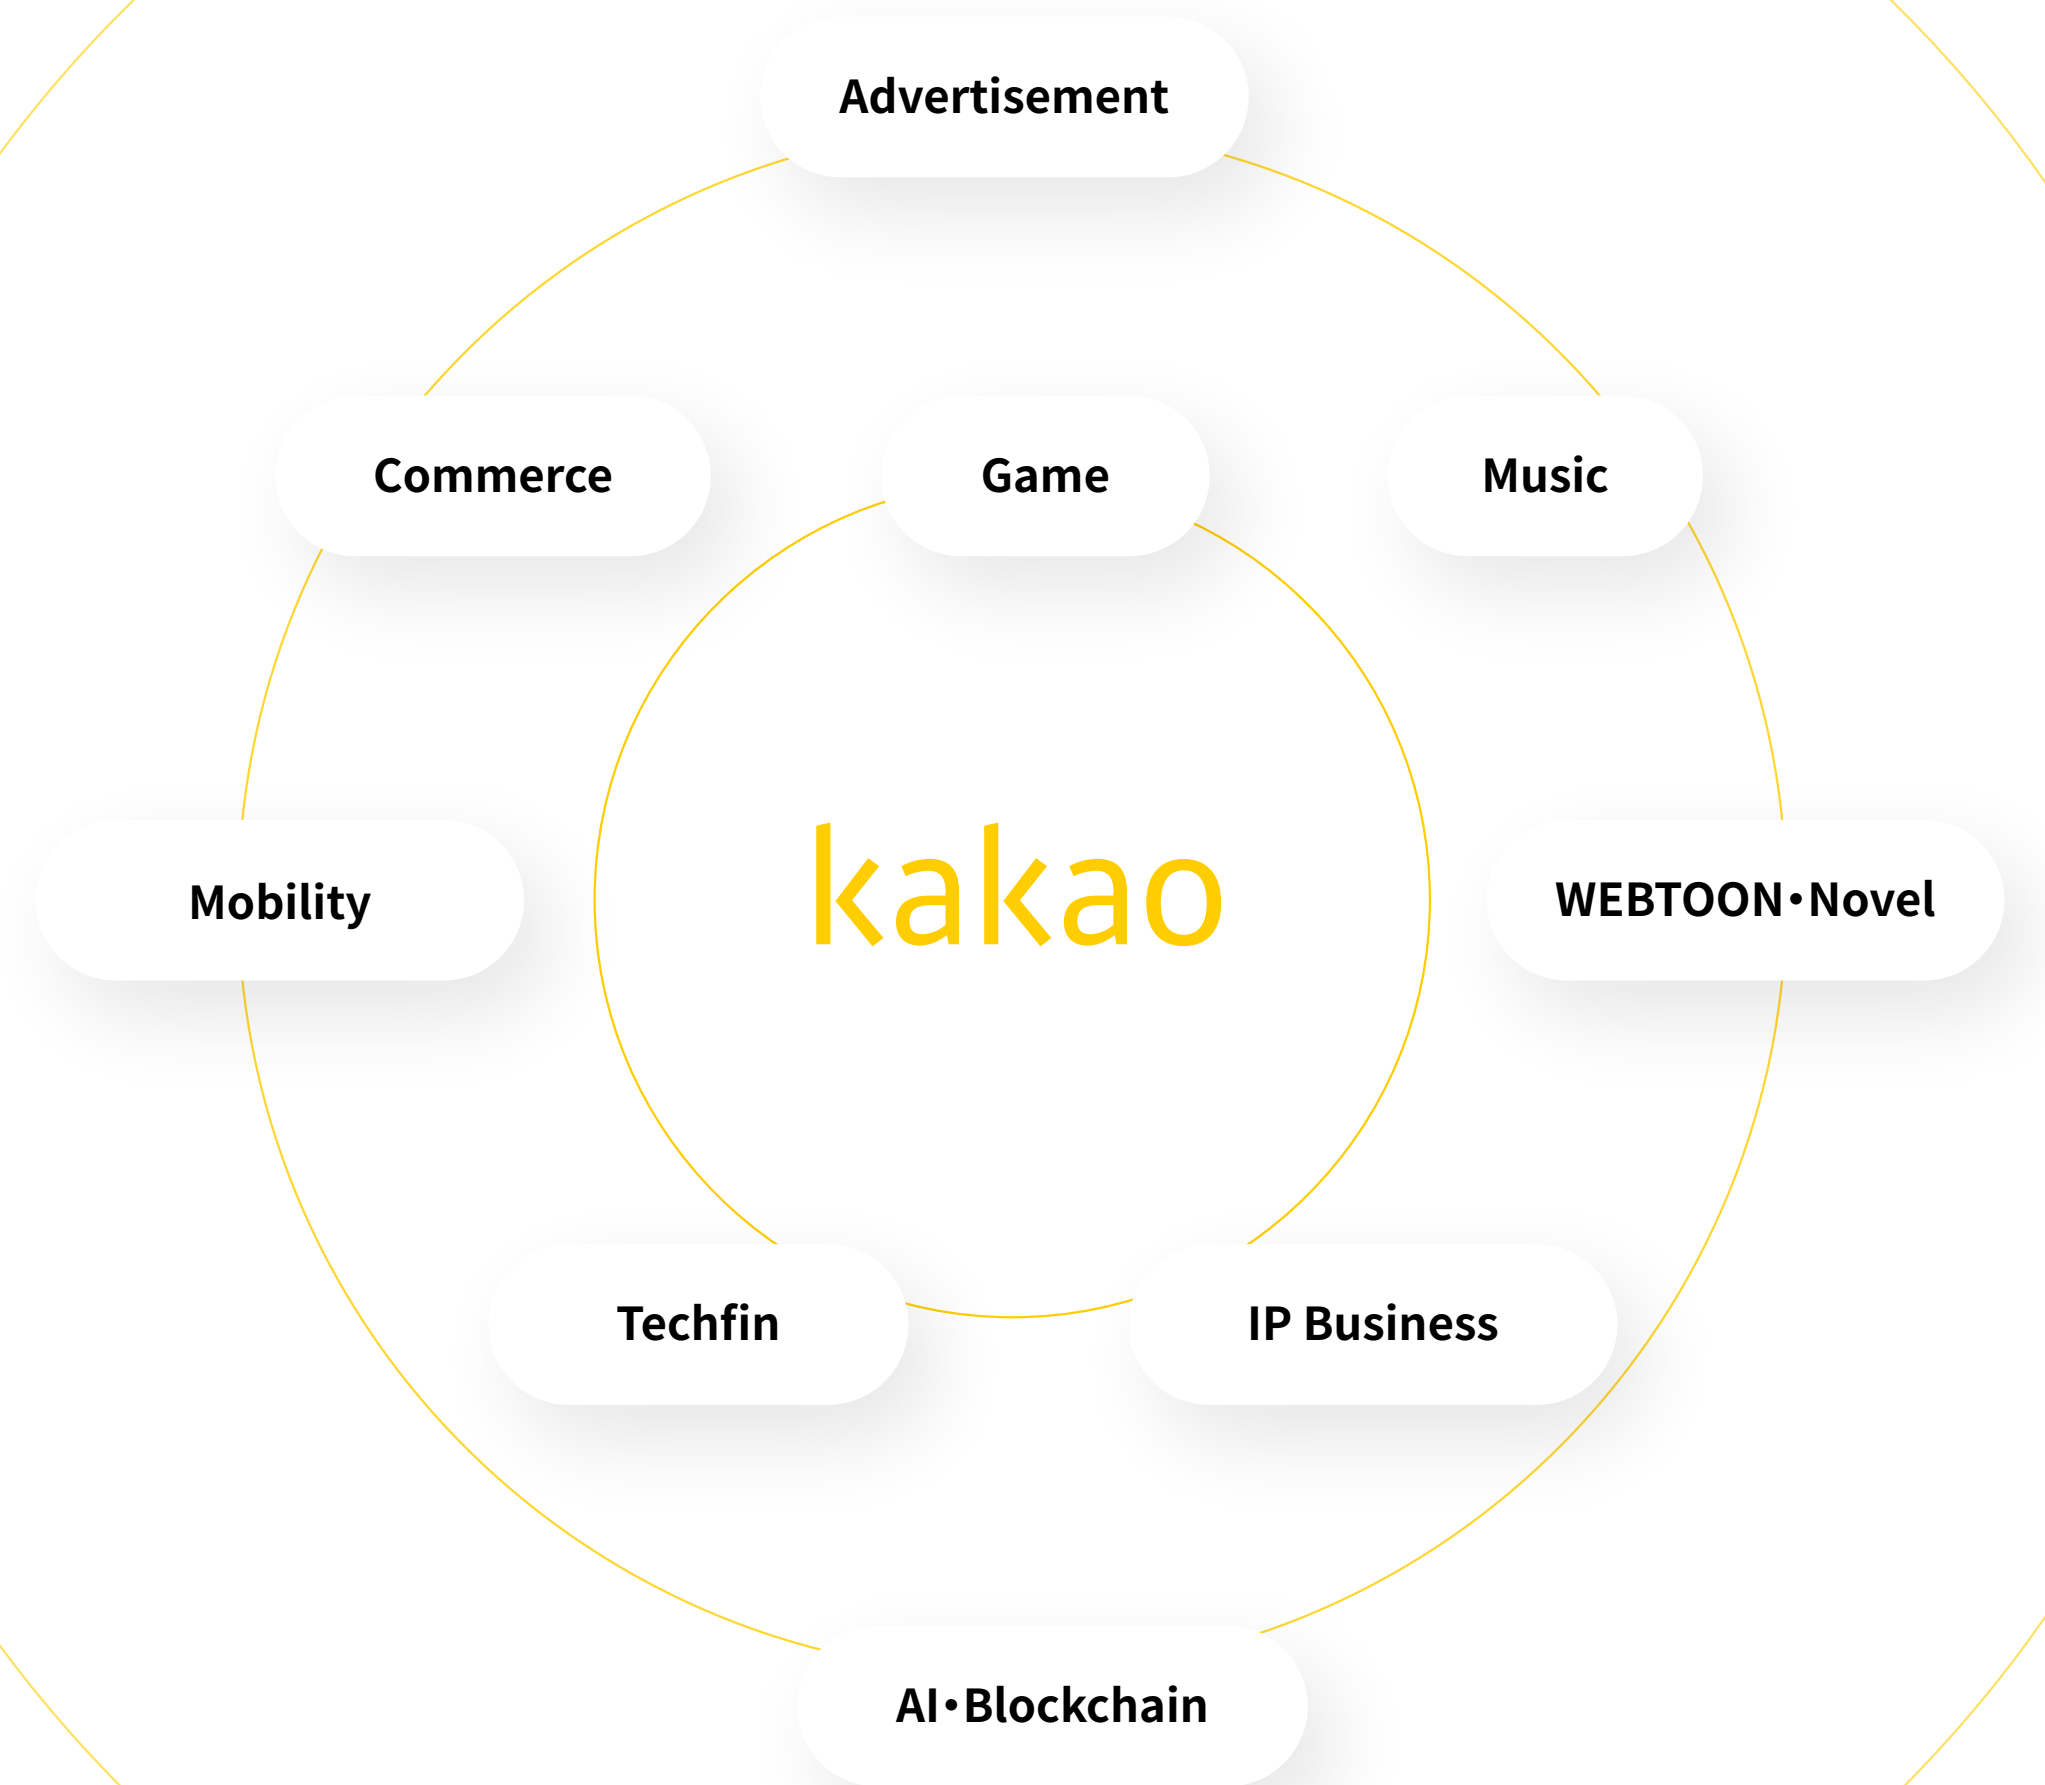 Advertisement
Commerce
Game
Music
Mobility
kakao
WEBTOON•Novel
Techfin
IP Business
AI•Blockchain